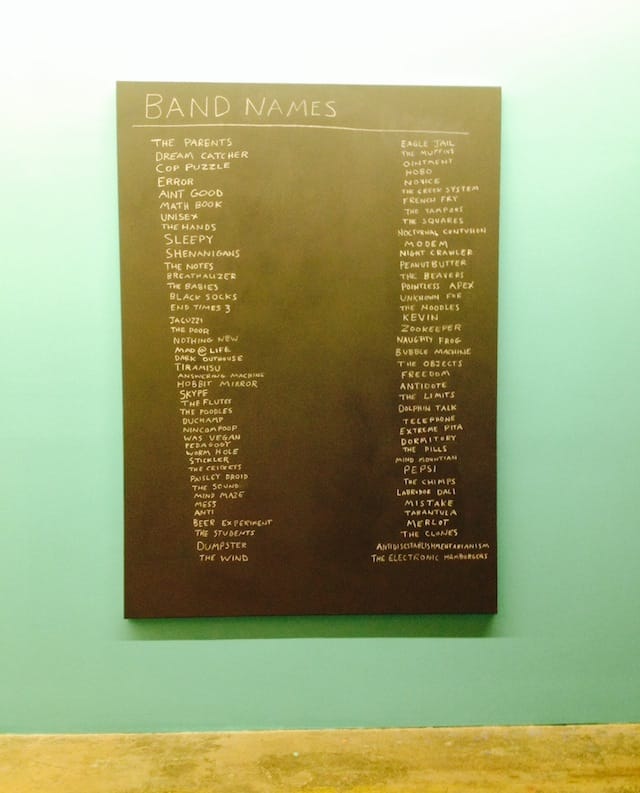 BAND NAMES
THE PARENTS
DREAM CATCHER
COP PUZZLE
ERROR
AINT GOOD
MATH BOOK
UNISEX
THE HANDS
SLEEPY
SHENANIGANS
THE NOTES
BREATHALIZER
THE BABIES
BLACK SOCKS
END TIMES 3
JACUZZI
THE DOOR
NOTHING NEW
MAD @ LIFE
DARK OUTHOUSE
TIRAMISU
ANSWERING MACHINE
HOBBIT MIRROR
SKYPE
THE FLUTES
THE POODLES
DUCHAMP
NINCOMPOOP
WAS VEGAN
WORM HOLE
STICKLER
THE CRICKETS
PAISLEY DROID
THE SOUND
MIND MAZE
MESS
ANTI
BEER EXPERIMENT
THE STUDENTS
DUMPSTER
THE WIND
EAGLE JAIL
THE MUFFINS
OINTMENT
HOBO
NOVICE
THE GREEK SYSTEM
FRENCH FRY
THE TAMPONS
THE SQUARES
NOCTURNAL CONFUSION
MODEM
NIGHT CRAWLER
PEANUT BUTTER
THE BEAVERS
POINTLESS APEX
UNKNOWN FOR
THE NOODLES
KEVIN
ZOOKEEPER
NAUGHTY FROG
BUBBLE MACHINE
THE OBJECTS
FREEDOM
ANTIDOTE
THE LIMITS
DOLPHIN TALK
TELEPHONE
EXTREME PITA
DORMITORY
THE PILLS
MIND MOUNTIAN
PEPSI
THE CHIMPS
LABRADOR DALI
MISTAKE
TARANTULA
MERLOT
THE CLONES
ANTIDISESTABLISHMENTARIANISM
THE ELECTRONIC HAMBURGERS